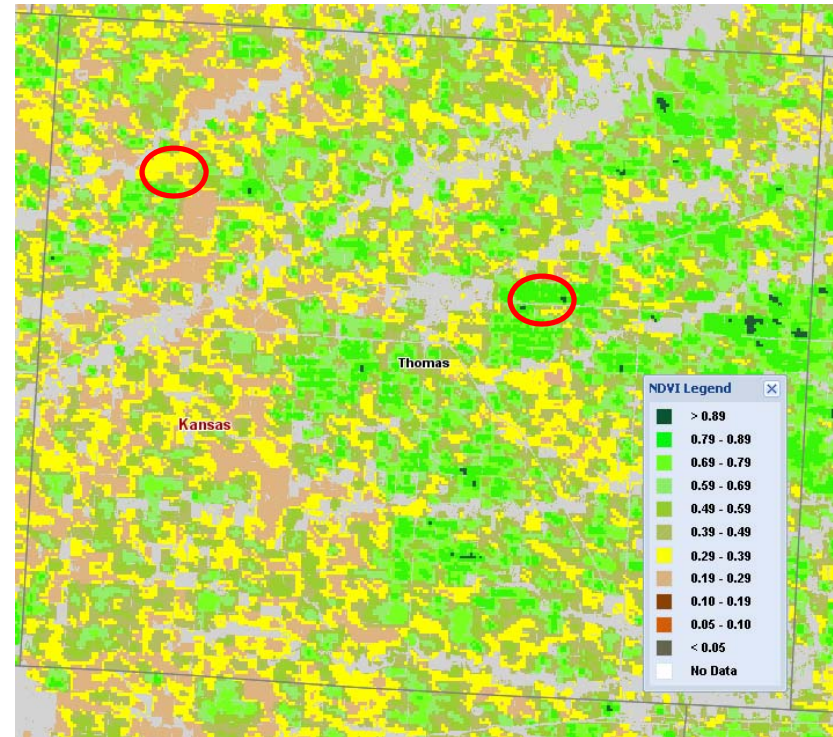 Thomas
Kansas
NDVI Legend
> 0.89
0.79 - 0.89
0.69 - 0.79
0.59 - 0.69
0.49 - 0.59
0.39 - 0.49
0.29 - 0.39
0.19 - 0.29
0.10 - 0.19
0.05 - 0.10
< 0.05
No Data